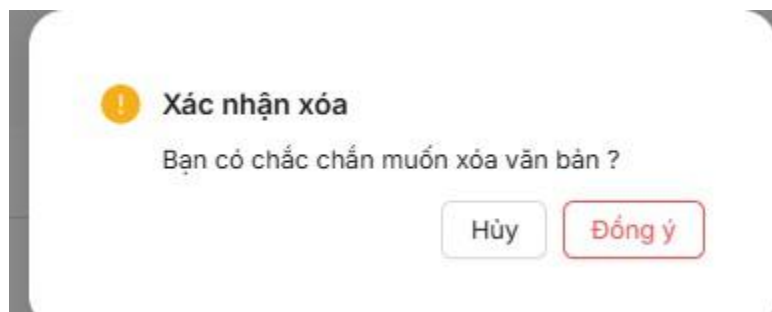 Xác nhận xóa
Bạn có chắc chắn muốn xóa văn bản ?
Hủy Đồng ý